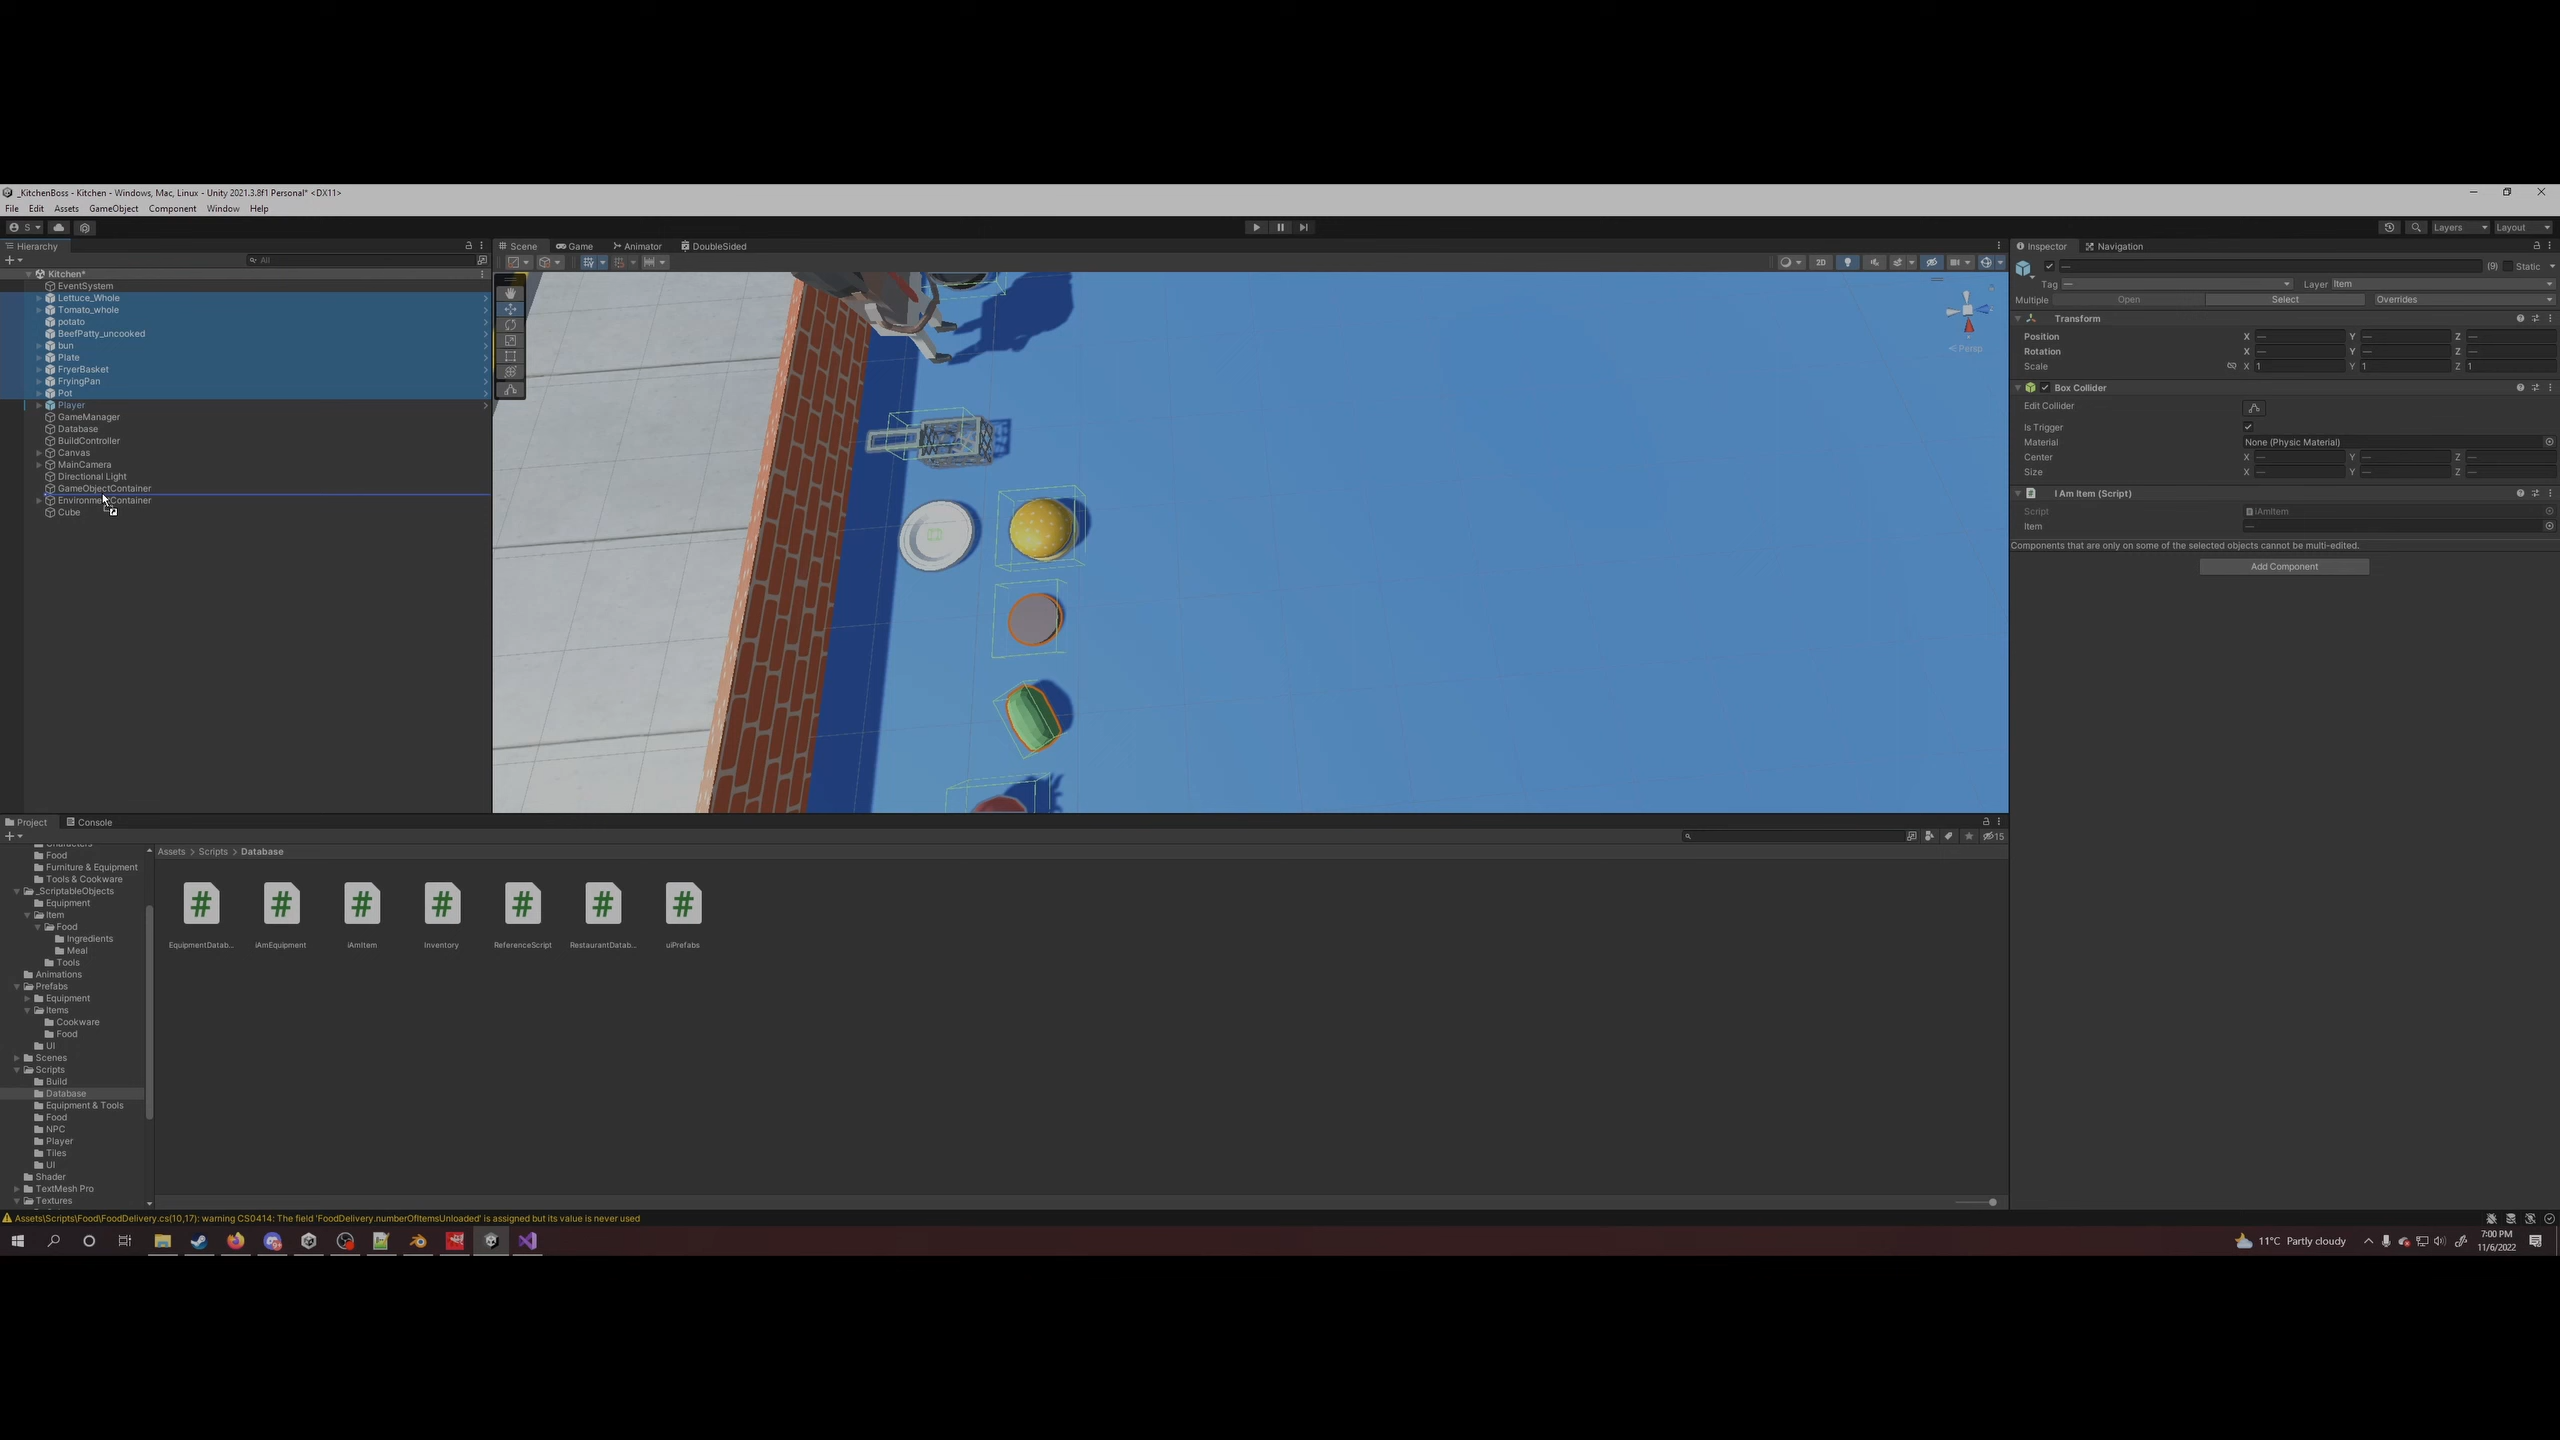 _KitchenBoss - Kitchen - Windows, Mac, Linux - Unity 2021.3.8f1 Personal* <DX11>
File Edit Assets GameObject Component Window Help
S
Layers Layout
Hierarchy
All
Kitchen*
EventSystem
Lettuce_Whole
Tomato_whole
potato
BeefPatty_uncooked
bun
Plate
FryerBasket
FryingPan
Pot
Player
GameManager
Database
BuildController
Canvas
MainCamera
Directional Light
GameObjectContainer
EnvironmentContainer
Cube
Scene Game Animator DoubleSided
2D
Persp
Inspector Navigation
(9) Static
Tag — Layer Item
Multiple Open Select Overrides
Transform
Position X — Y — Z —
Rotation X — Y — Z —
Scale X 1 Y 1 Z 1
Box Collider
Edit Collider
Is Trigger
Material None (Physic Material)
Center X — Y — Z —
Size X — Y — Z —
I Am Item (Script)
Script iAmItem
Item —
Components that are only on some of the selected objects cannot be multi-edited.
Add Component
Project Console
15
Food
Furniture & Equipment
Tools & Cookware
_ScriptableObjects
Equipment
Item
Food
Ingredients
Meal
Tools
Animations
Prefabs
Equipment
Items
Cookware
Food
UI
Scenes
Scripts
Build
Database
Equipment & Tools
Food
NPC
Player
Tiles
UI
Shader
TextMesh Pro
Textures
Assets > Scripts > Database
EquipmentDatab... iAmEquipment iAmItem Inventory ReferenceScript RestaurantDatab... uiPrefabs
Assets\Scripts\Food\FoodDelivery.cs(10,17): warning CS0414: The field 'FoodDelivery.numberOfItemsUnloaded' is assigned but its value is never used
11°C Partly cloudy
7:00 PM
11/6/2022